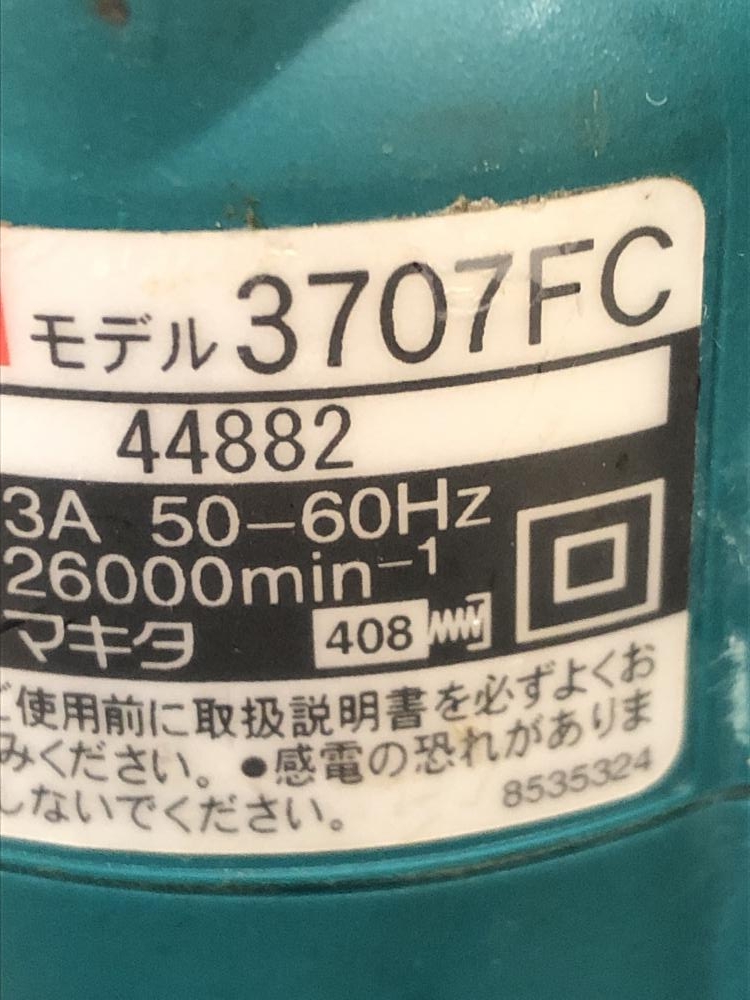 モデル 3707FC
44882
3A 50-60Hz
26000min⁻¹
マキタ 408
ご使用前に取扱説明書を必ずよくお
みください。●感電の恐れがありま
しないでください。
8535324